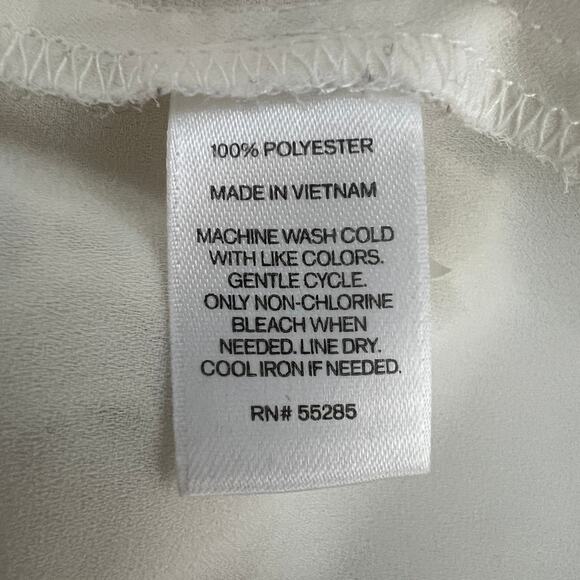 100% POLYESTER
MADE IN VIETNAM
MACHINE WASH COLD
WITH LIKE COLORS.
GENTLE CYCLE.
ONLY NON-CHLORINE
BLEACH WHEN
NEEDED. LINE DRY.
COOL IRON IF NEEDED.
RN# 55285